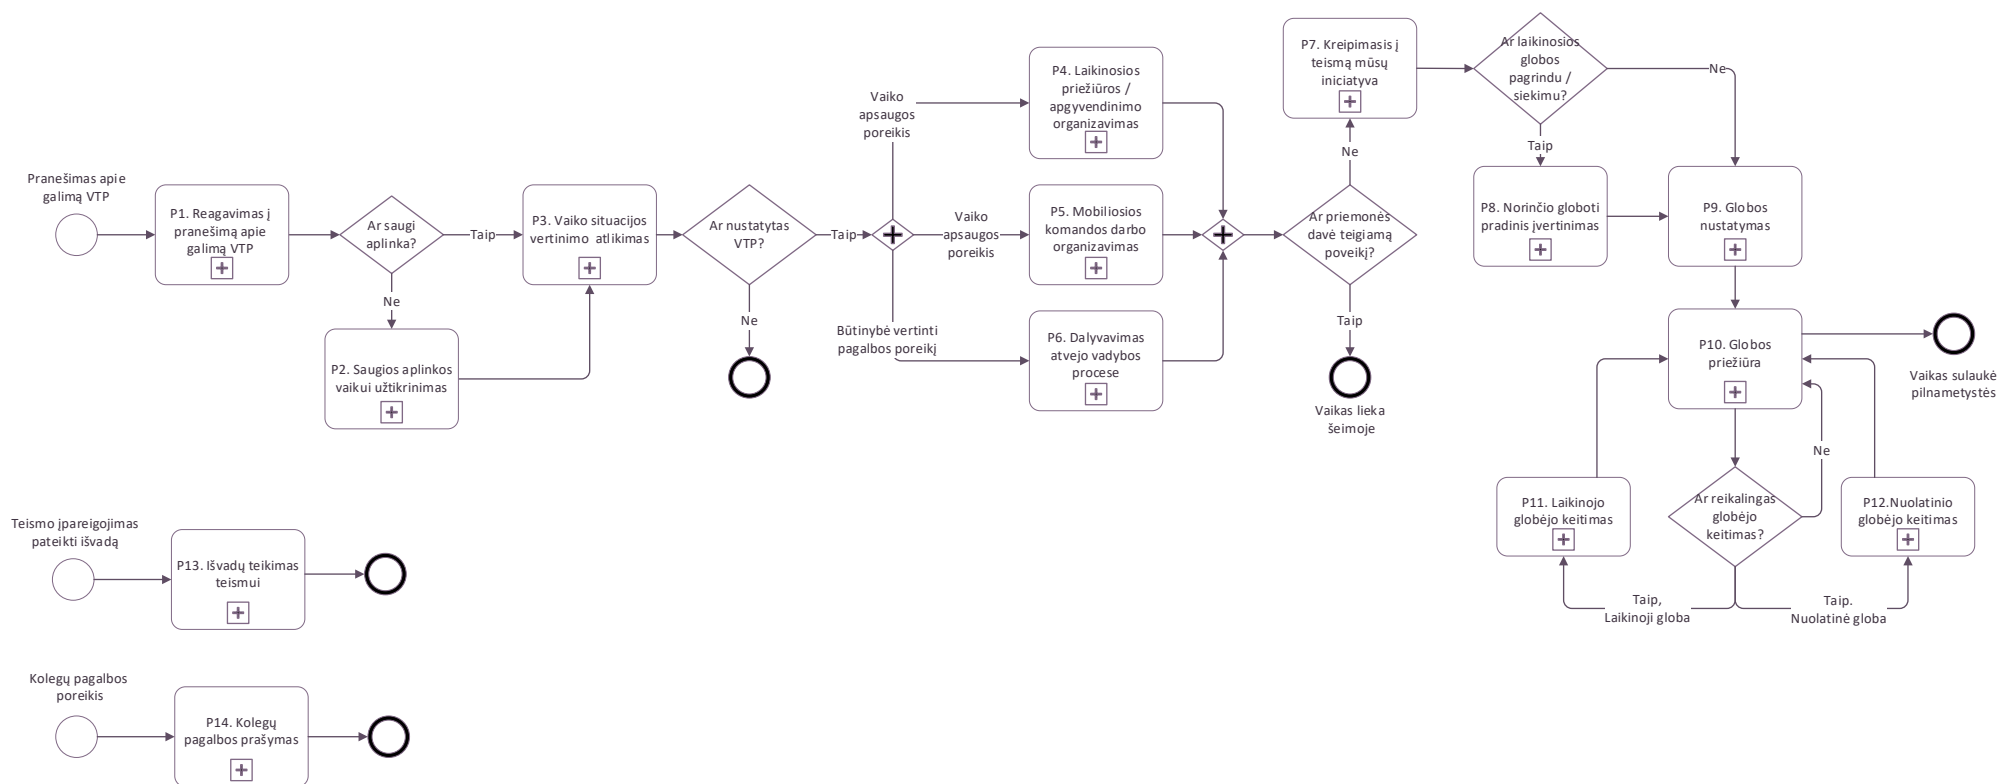 Pranešimas apie
galimą VTP
P1. Reagavimas į
pranešimą apie
galimą VTP
Ar saugi
aplinka?
Taip
Ne
P2. Saugios aplinkos
vaikui užtikrinimas
P3. Vaiko situacijos
vertinimo atlikimas
Ar nustatytas
VTP?
Taip
Ne
Vaiko
apsaugos
poreikis
Vaiko
apsaugos
poreikis
Būtinybė vertinti
pagalbos poreikį
P4. Laikinosios
priežiūros /
apgyvendinimo
organizavimas
P5. Mobiliosios
komandos darbo
organizavimas
P6. Dalyvavimas
atvejo vadybos
procese
Ar priemonės
davė teigiamą
poveikį?
Ne
Taip
Vaikas lieka
šeimoje
P7. Kreipimasis į
teismą mūsų
iniciatyva
Ar laikinosios
globos
pagrindu /
siekimu?
Ne
Taip
P8. Norinčio globoti
pradinis įvertinimas
P9. Globos
nustatymas
P10. Globos
priežiūra
Vaikas sulaukė
pilnametystės
Ne
Ar reikalingas
globėjo
keitimas?
P11. Laikinojo
globėjo keitimas
P12.Nuolatinio
globėjo keitimas
Taip,
Laikinoji globa
Taip.
Nuolatinė globa
Teismo įpareigojimas
pateikti išvadą
P13. Išvadų teikimas
teismui
Kolegų pagalbos
poreikis
P14. Kolegų
pagalbos prašymas